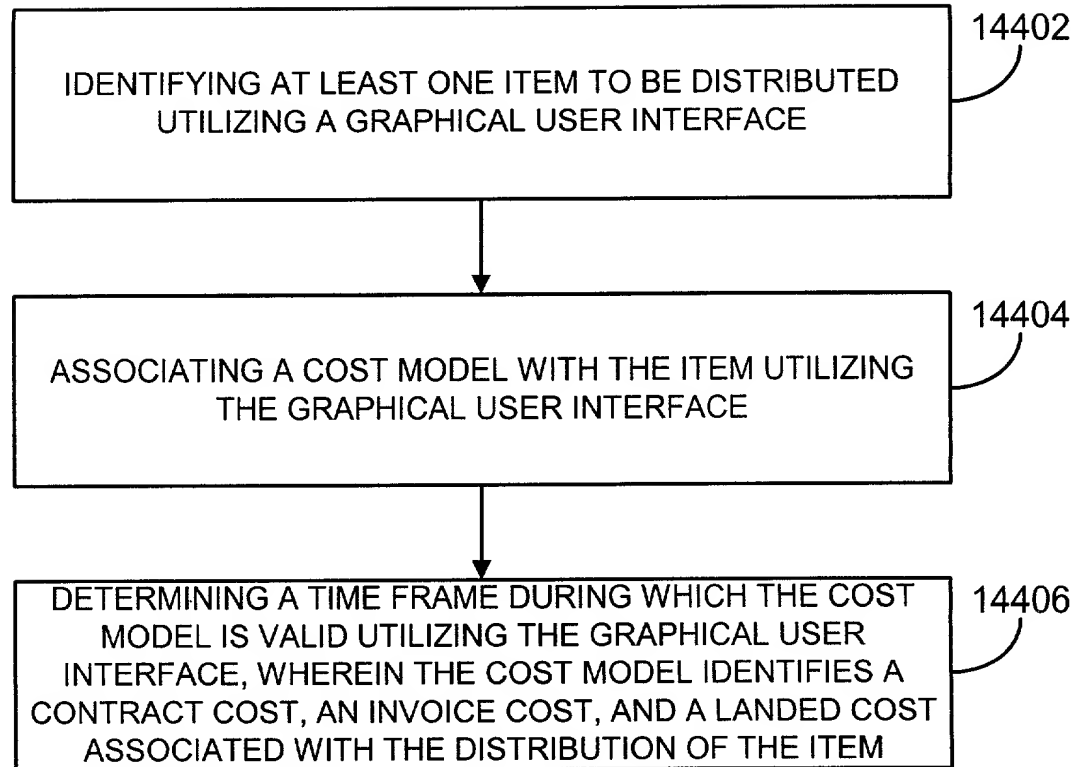 14402
IDENTIFYING AT LEAST ONE ITEM TO BE DISTRIBUTED
UTILIZING A GRAPHICAL USER INTERFACE
14404
ASSOCIATING A COST MODEL WITH THE ITEM UTILIZING
THE GRAPHICAL USER INTERFACE
14406
DETERMINING A TIME FRAME DURING WHICH THE COST
MODEL IS VALID UTILIZING THE GRAPHICAL USER
INTERFACE, WHEREIN THE COST MODEL IDENTIFIES A
CONTRACT COST, AN INVOICE COST, AND A LANDED COST
ASSOCIATED WITH THE DISTRIBUTION OF THE ITEM